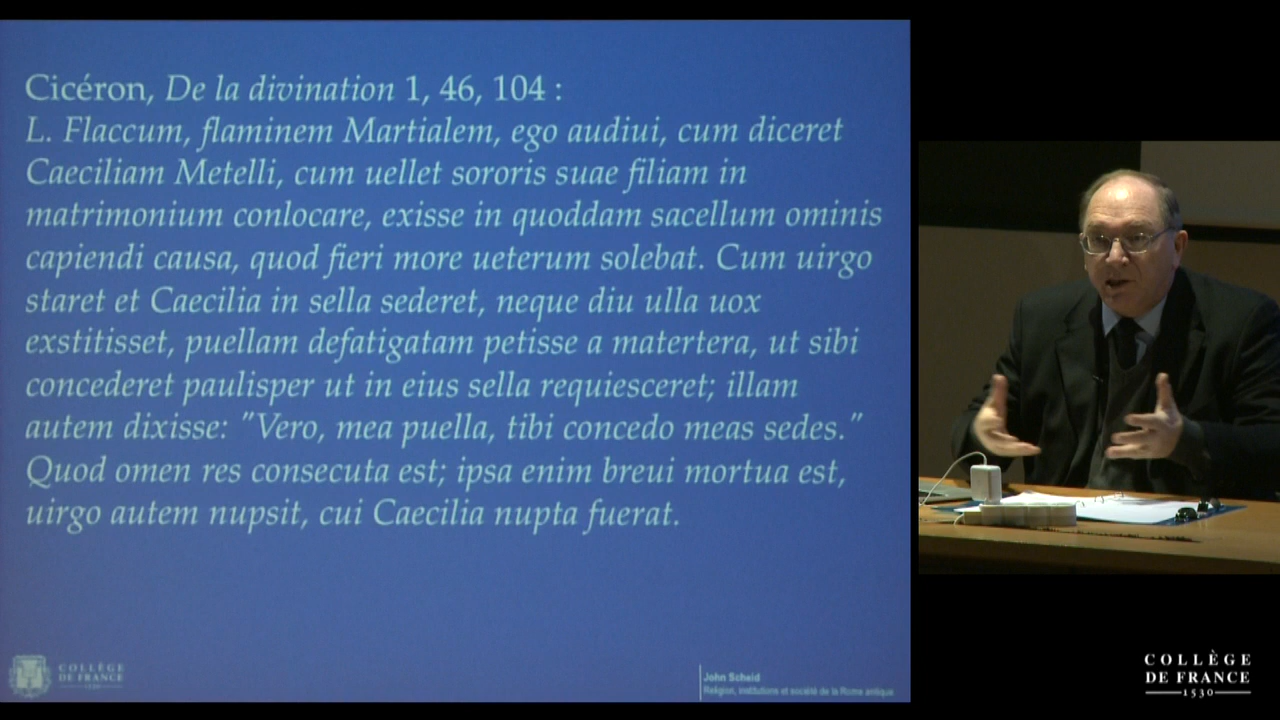 Cicéron, De la divination 1, 46, 104 :
L. Flaccum, flaminem Martialem, ego audiui, cum diceret
Caeciliam Metelli, cum uellet sororis suae filiam in
matrimonium conlocare, exisse in quoddam sacellum ominis
capiendi causa, quod fieri more ueterum solebat. Cum uirgo
staret et Caecilia in sella sederet, neque diu ulla uox
exstitisset, puellam defatigatam petisse a matertera, ut sibi
concederet paulisper ut in eius sella requiesceret; illam
autem dixisse: "Vero, mea puella, tibi concedo meas sedes."
Quod omen res consecuta est; ipsa enim breui mortua est,
uirgo autem nupsit, cui Caecilia nupta fuerat.
COLLÈGE
DE FRANCE
1530
John Scheid
Religion, institutions et société de la Rome antique
COLLÈGE
DE FRANCE
1530